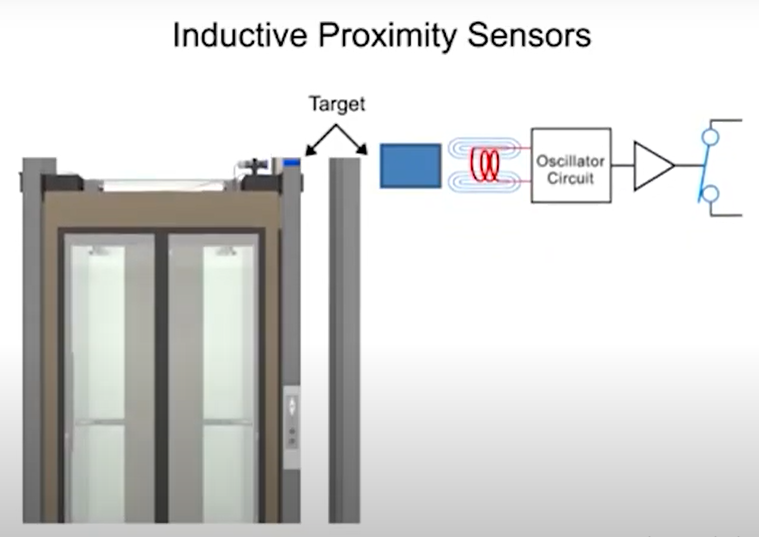 Inductive Proximity Sensors
Target
Oscillator
Circuit